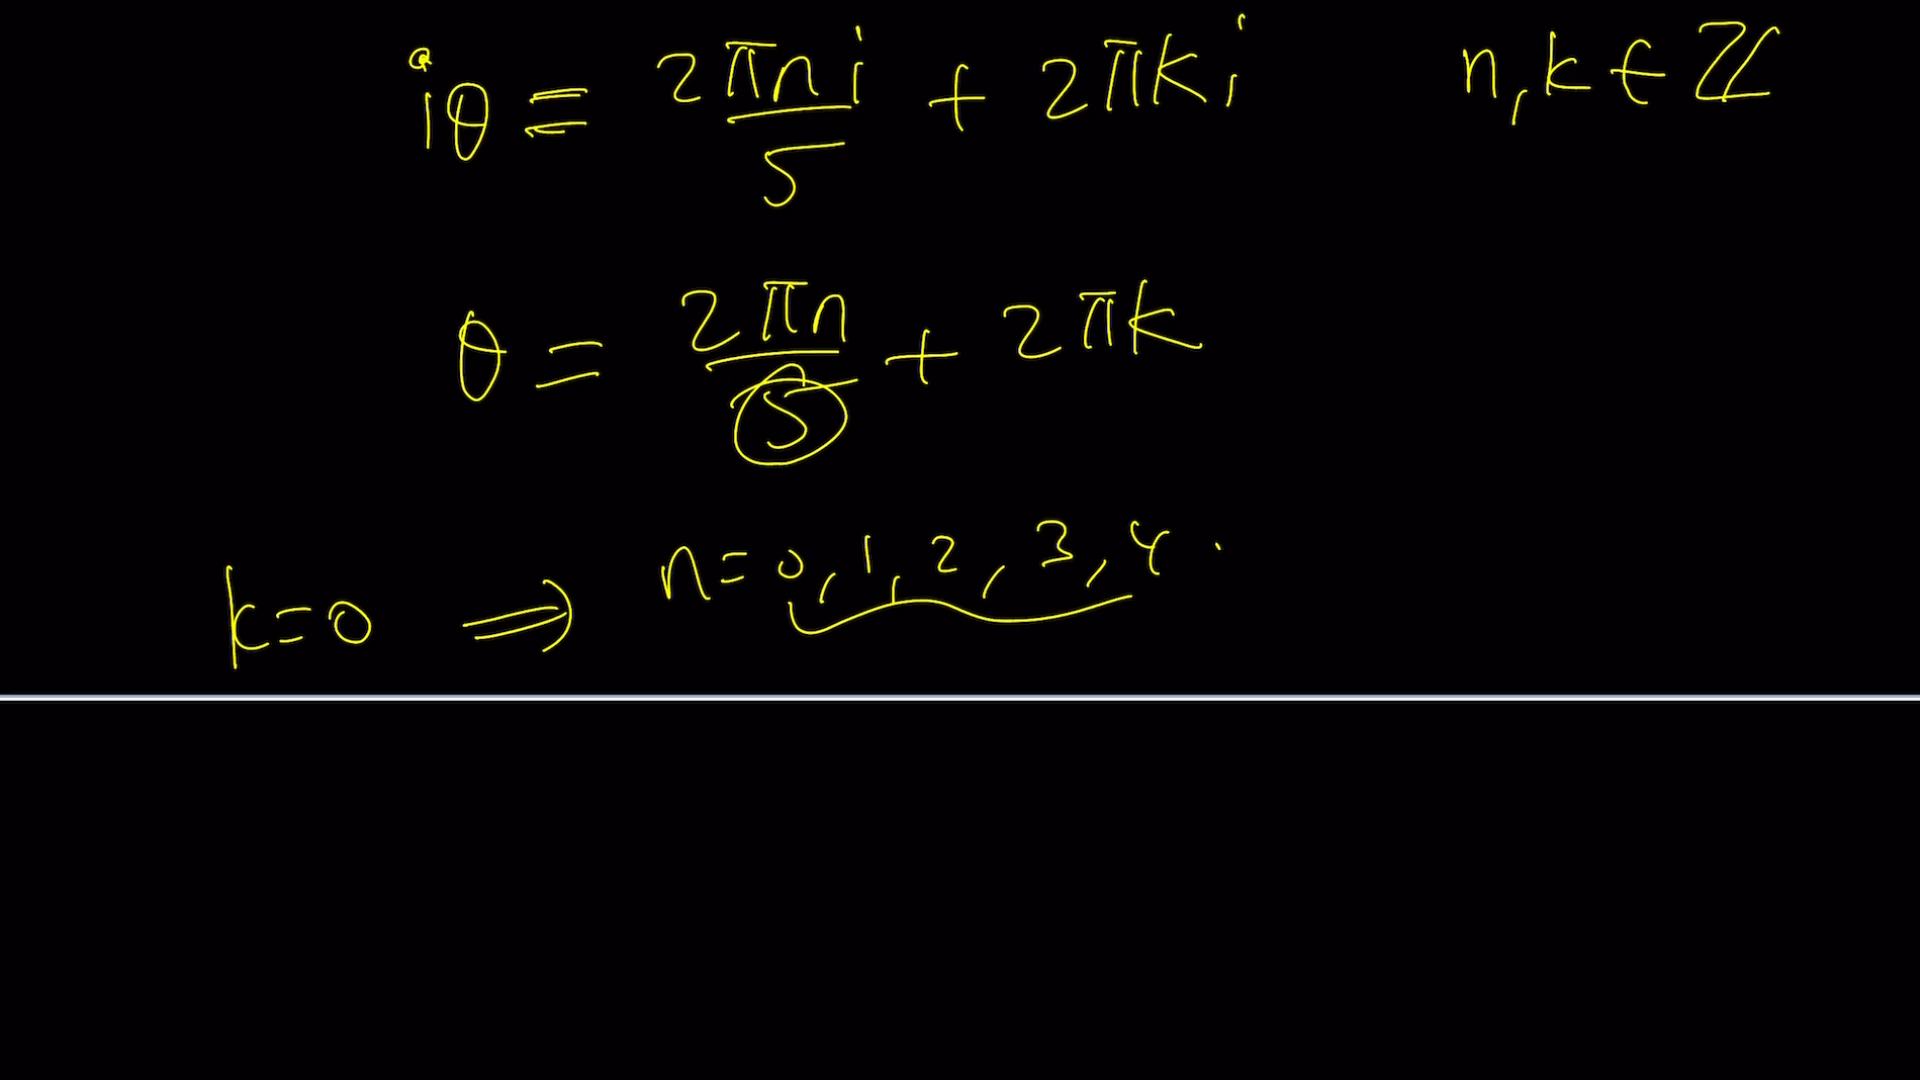 iθ = 2πni/5 + 2πki n, k ∈ ℤ
θ = 2πn/5 + 2πk
k=0 ⟹ n=0, 1, 2, 3, 4